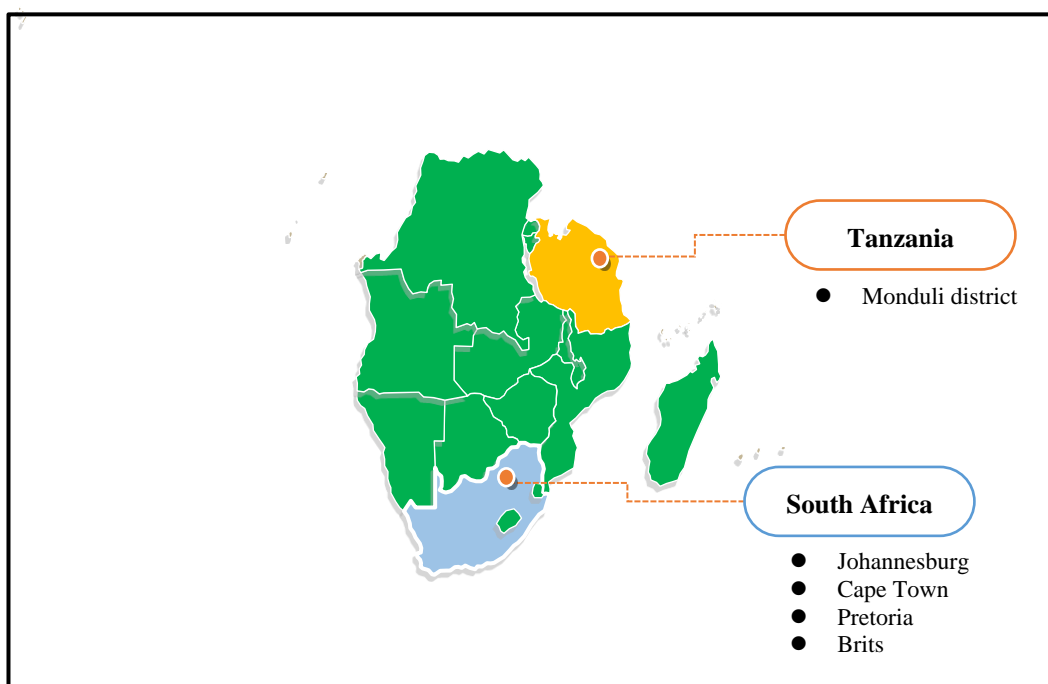 Tanzania
● Monduli district
South Africa
● Johannesburg
● Cape Town
● Pretoria
● Brits